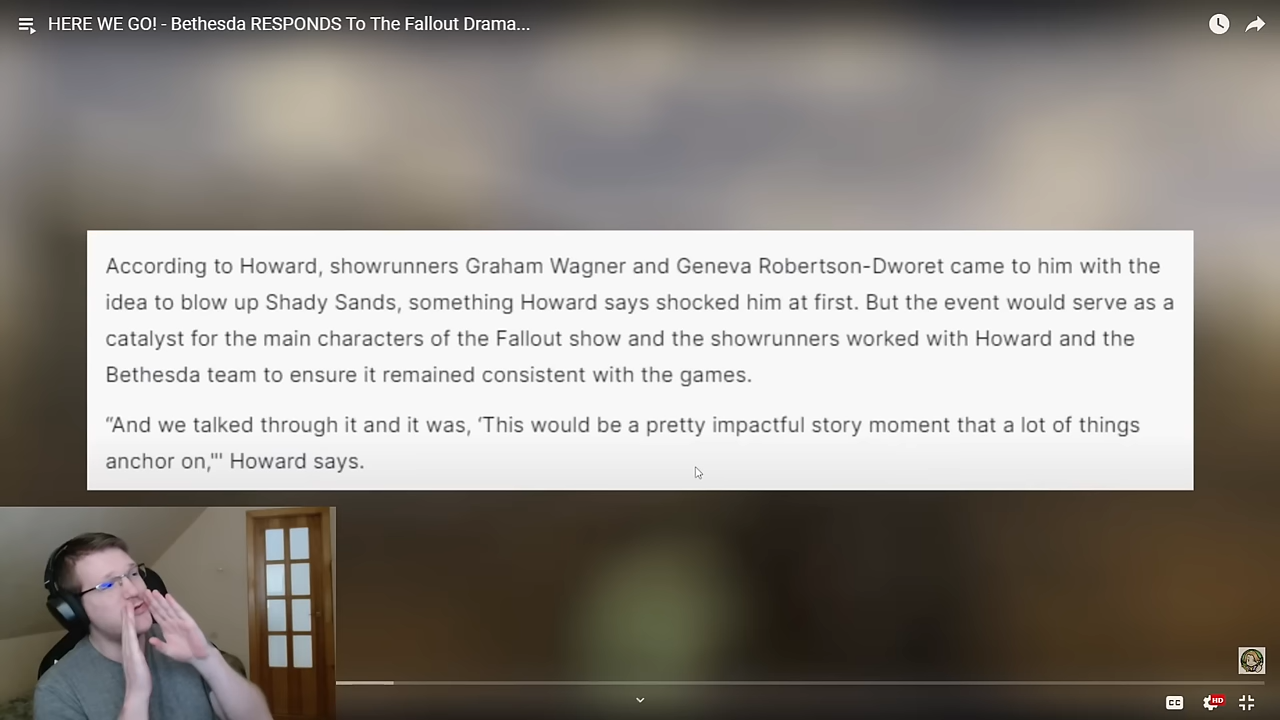 HERE WE GO! - Bethesda RESPONDS To The Fallout Drama...
According to Howard, showrunners Graham Wagner and Geneva Robertson-Dworet came to him with the
idea to blow up Shady Sands, something Howard says shocked him at first. But the event would serve as a
catalyst for the main characters of the Fallout show and the showrunners worked with Howard and the
Bethesda team to ensure it remained consistent with the games.
“And we talked through it and it was, ‘This would be a pretty impactful story moment that a lot of things
anchor on,"' Howard says.
CC
HD